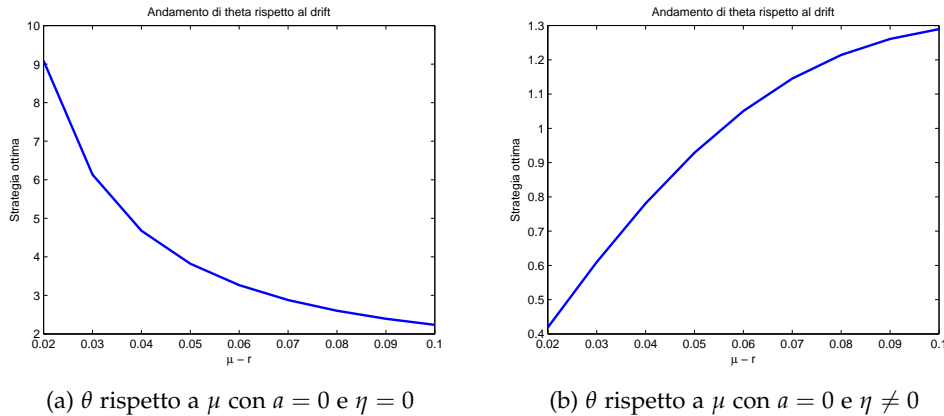 Andamento di theta rispetto al drift
10
9
8
7
6
5
4
3
2
Strategia ottima
0.02 0.03 0.04 0.05 0.06 0.07 0.08 0.09 0.1
μ − r
(a) θ rispetto a μ con a = 0 e η = 0
Andamento di theta rispetto al drift
1.3
1.2
1.1
1
0.9
0.8
0.7
0.6
0.5
0.4
Strategia ottima
0.02 0.03 0.04 0.05 0.06 0.07 0.08 0.09 0.1
μ − r
(b) θ rispetto a μ con a = 0 e η ≠ 0